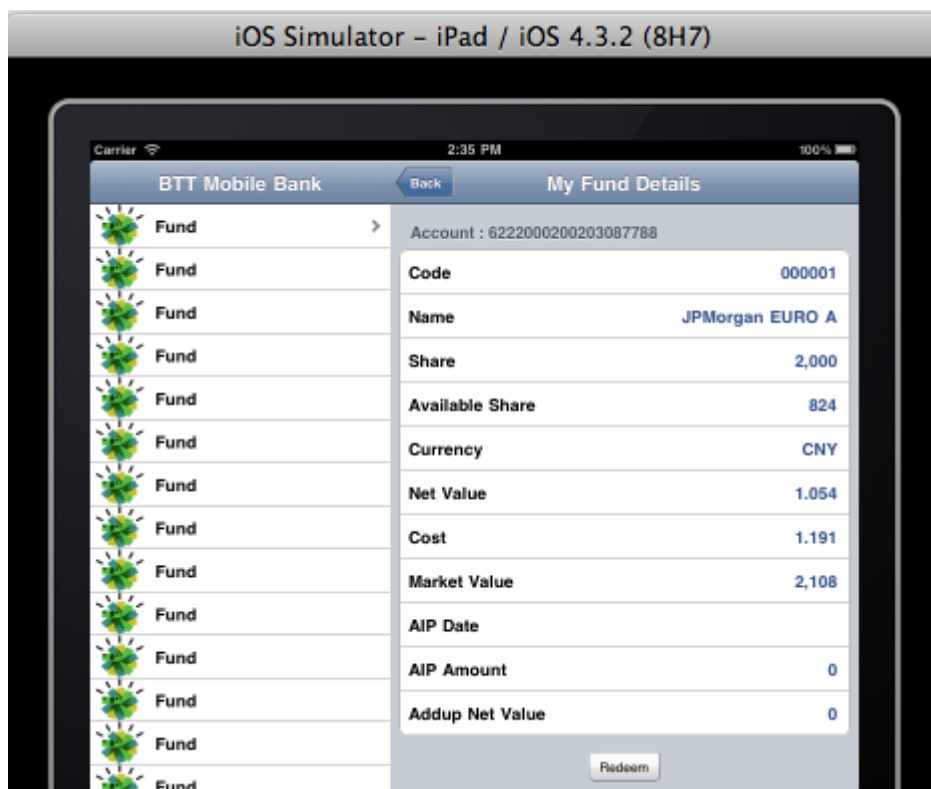 iOS Simulator – iPad / iOS 4.3.2 (8H7)
Carrier 2:35 PM 100%
BTT Mobile Bank
Back My Fund Details
Fund
Fund
Fund
Fund
Fund
Fund
Fund
Fund
Fund
Fund
Fund
Fund
Fund
Fund
Account : 6222000200203087788
Code 000001
Name JPMorgan EURO A
Share 2,000
Available Share 824
Currency CNY
Net Value 1.054
Cost 1.191
Market Value 2,108
AIP Date
AIP Amount 0
Addup Net Value 0
Redeem